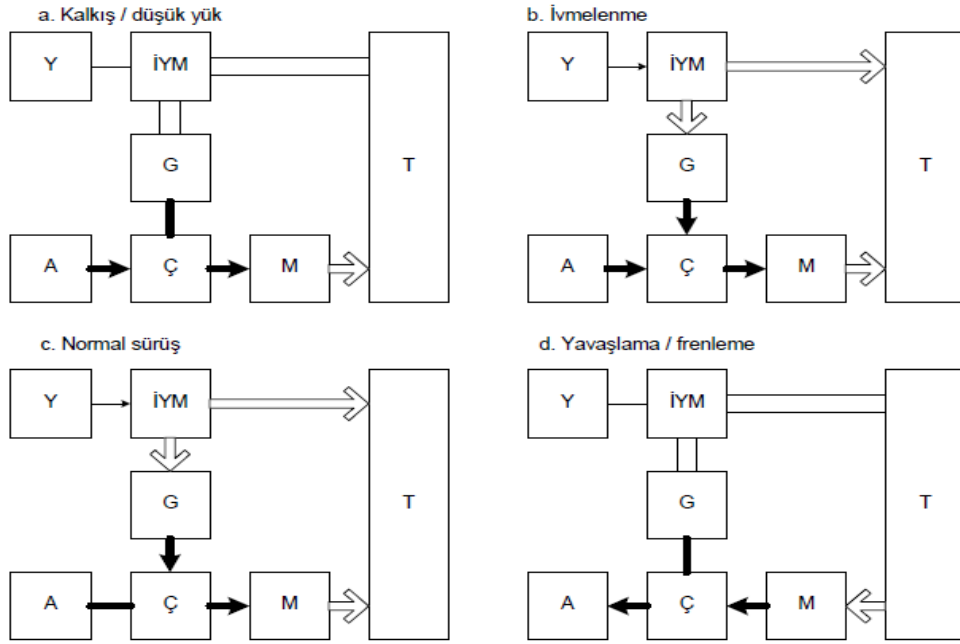 a. Kalkış / düşük yük
Y
İYM
G
T
A
Ç
M
b. İvmelenme
Y
İYM
G
T
A
Ç
M
c. Normal sürüş
Y
İYM
G
T
A
Ç
M
d. Yavaşlama / frenleme
Y
İYM
G
T
A
Ç
M